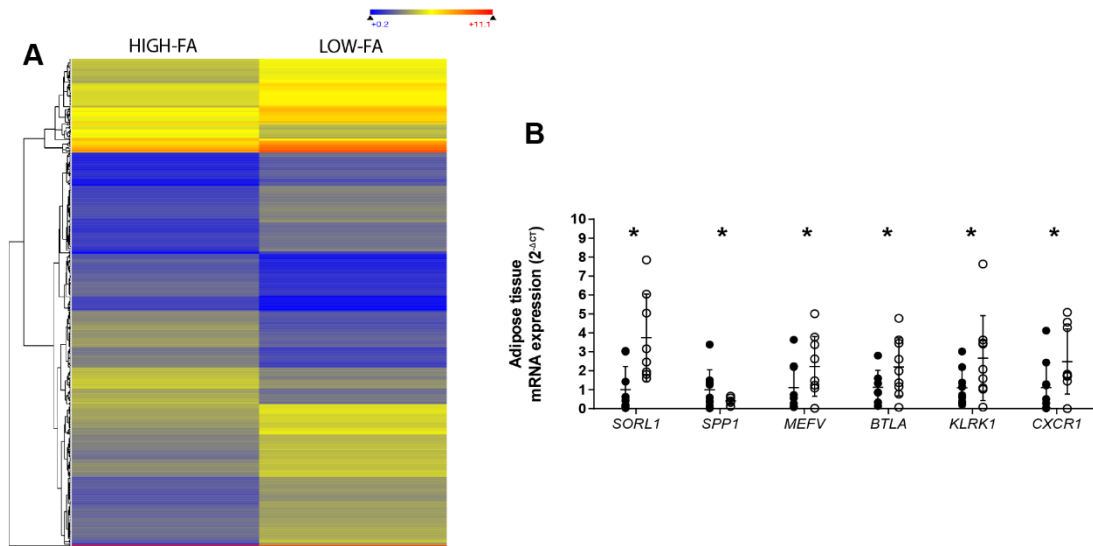 +0.2 +11.1
A HIGH-FA LOW-FA
B
Adipose tissue
mRNA expression (2^-ΔCT)
10
9
8
7
6
5
4
3
2
1
0
* * * * * *
SORL1 SPP1 MEFV BTLA KLRK1 CXCR1